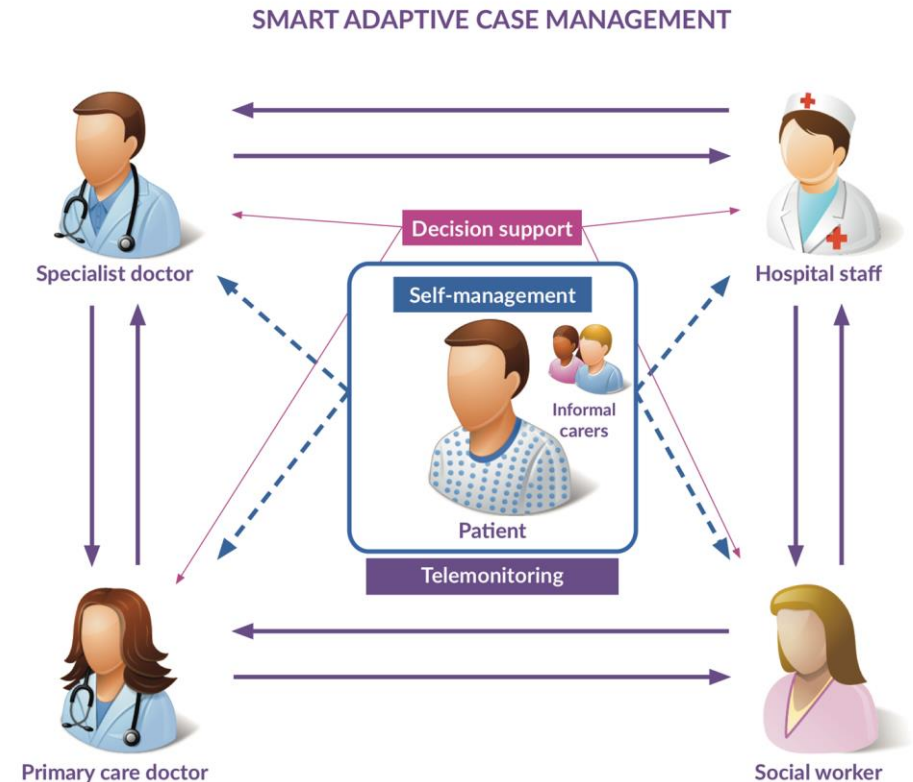 SMART ADAPTIVE CASE MANAGEMENT
Specialist doctor
Hospital staff
Decision support
Self-management
Informal
carers
Patient
Telemonitoring
Primary care doctor
Social worker